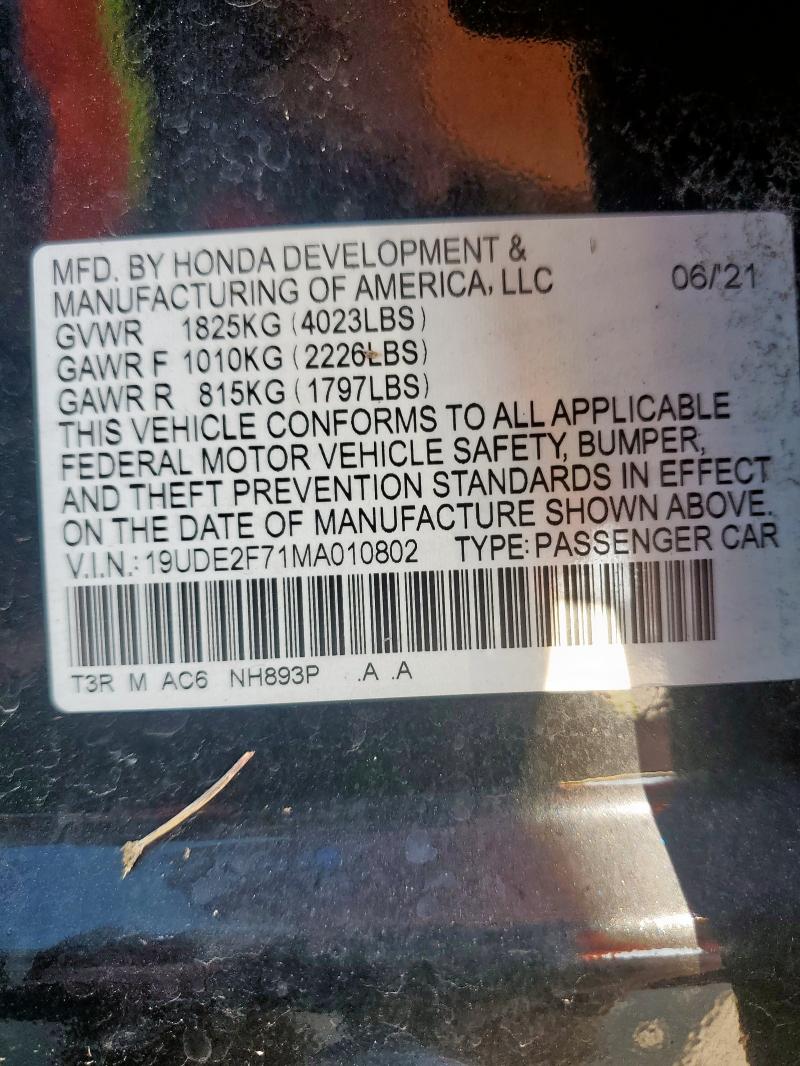 MFD. BY HONDA DEVELOPMENT &
MANUFACTURING OF AMERICA, LLC 06/'21
GVWR 1825KG (4023LBS)
GAWR F 1010KG (2226LBS)
GAWR R 815KG (1797LBS)
THIS VEHICLE CONFORMS TO ALL APPLICABLE
FEDERAL MOTOR VEHICLE SAFETY, BUMPER,
AND THEFT PREVENTION STANDARDS IN EFFECT
ON THE DATE OF MANUFACTURE SHOWN ABOVE.
V.I.N.: 19UDE2F71MA010802 TYPE: PASSENGER CAR
T3R M AC6 NH893P .A .A